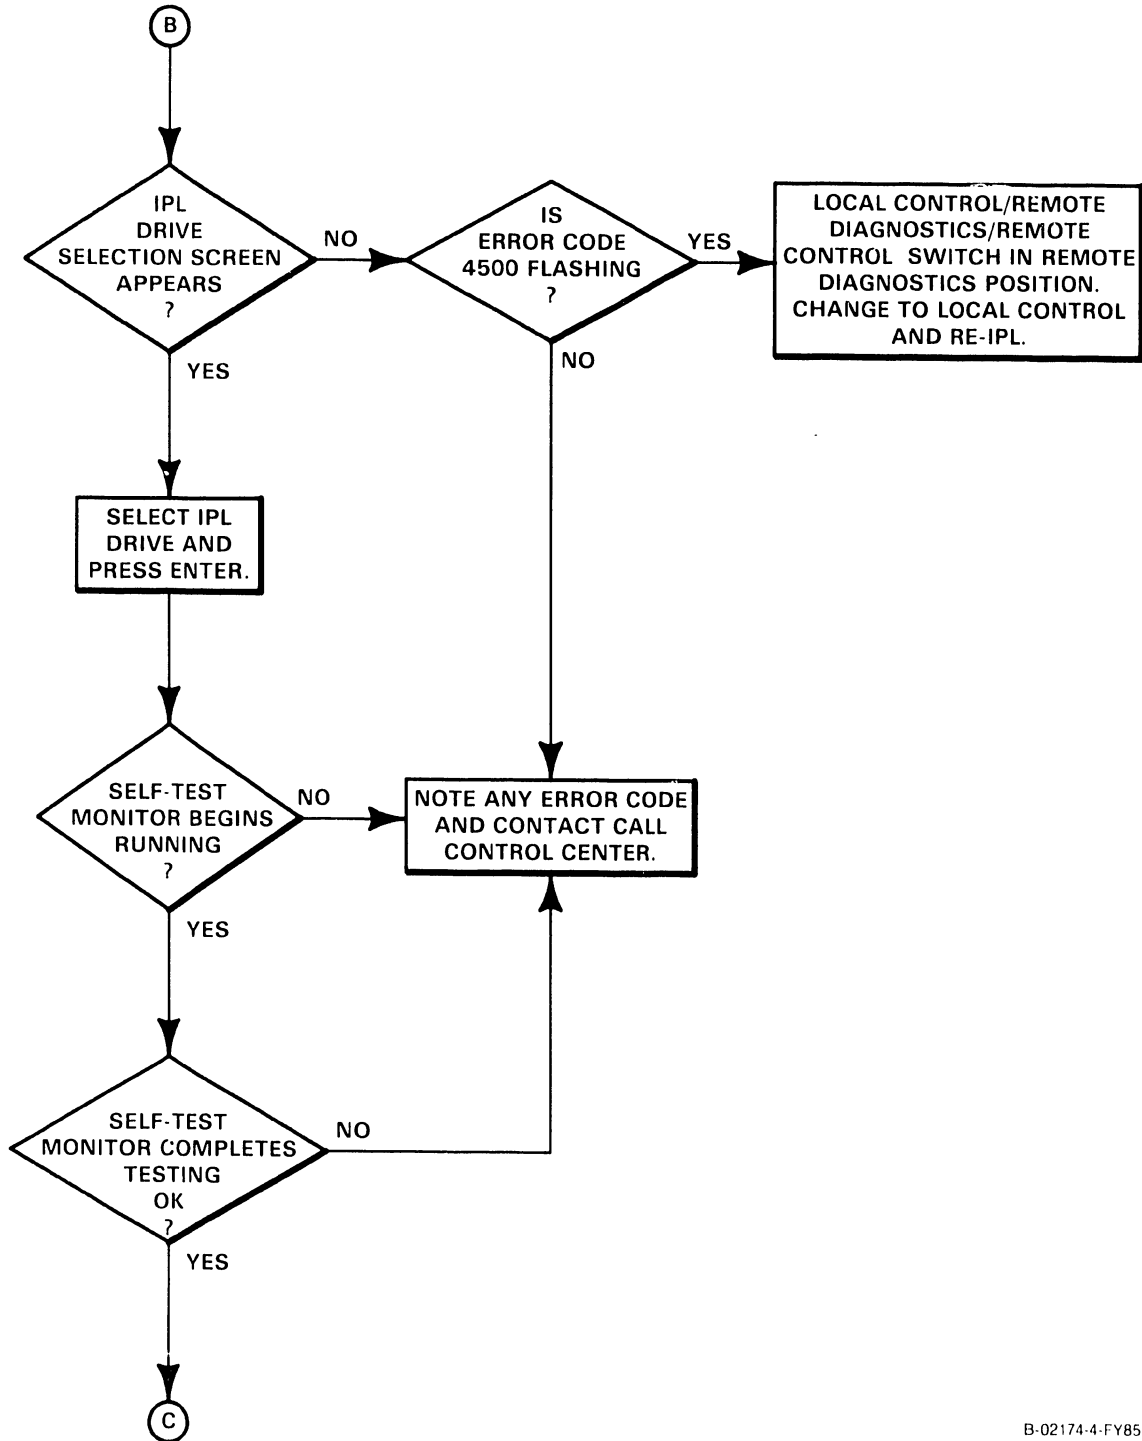 B
IPL
DRIVE
SELECTION SCREEN
APPEARS
?
NO
YES
IS
ERROR CODE
4500 FLASHING
?
YES
NO
LOCAL CONTROL/REMOTE
DIAGNOSTICS/REMOTE
CONTROL SWITCH IN REMOTE
DIAGNOSTICS POSITION.
CHANGE TO LOCAL CONTROL
AND RE-IPL.
SELECT IPL
DRIVE AND
PRESS ENTER.
SELF-TEST
MONITOR BEGINS
RUNNING
?
NO
YES
NOTE ANY ERROR CODE
AND CONTACT CALL
CONTROL CENTER.
SELF-TEST
MONITOR COMPLETES
TESTING
OK
?
NO
YES
C
B-02174-4-FY85